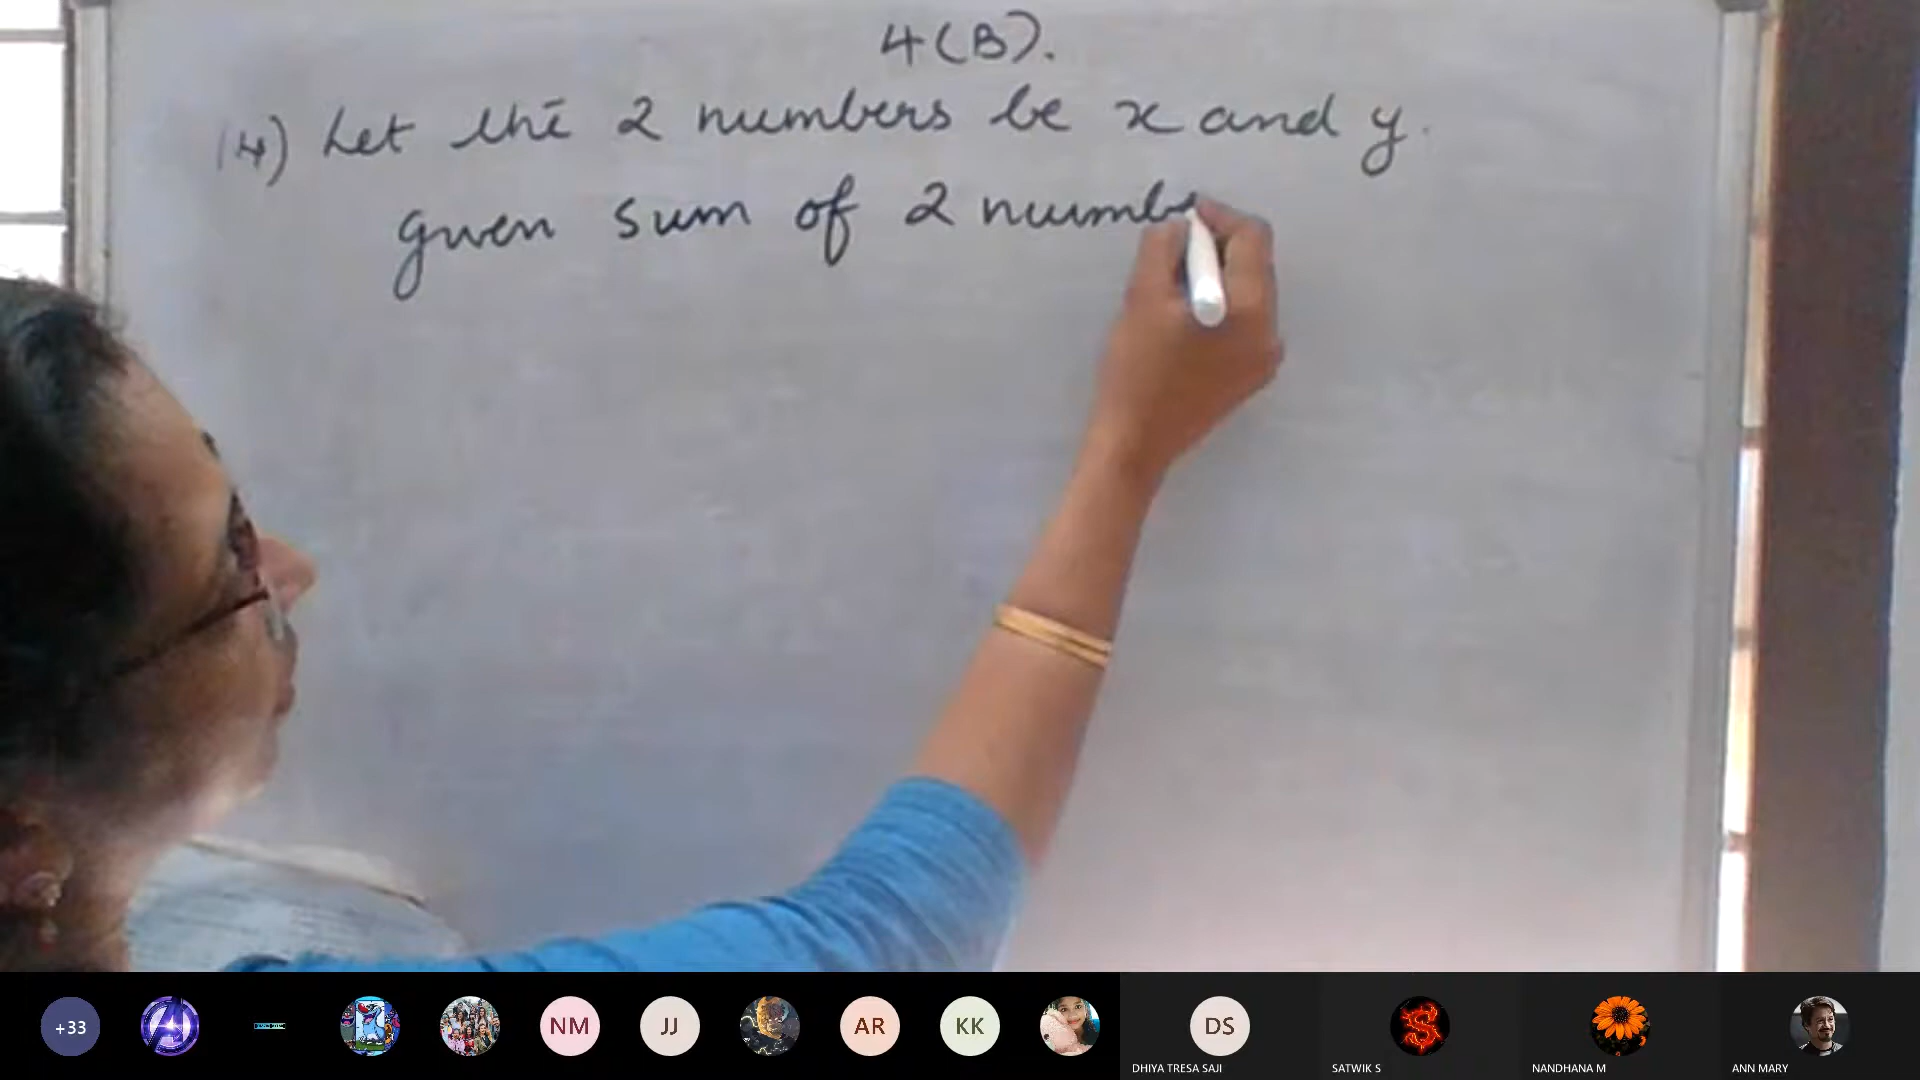 4(B).
14) Let the 2 numbers be x and y.
given sum of 2 numbe
+33
NM
JJ
AR
KK
DS
DHIYA TRESA SAJI
SATWIK S
NANDHANA M
ANN MARY